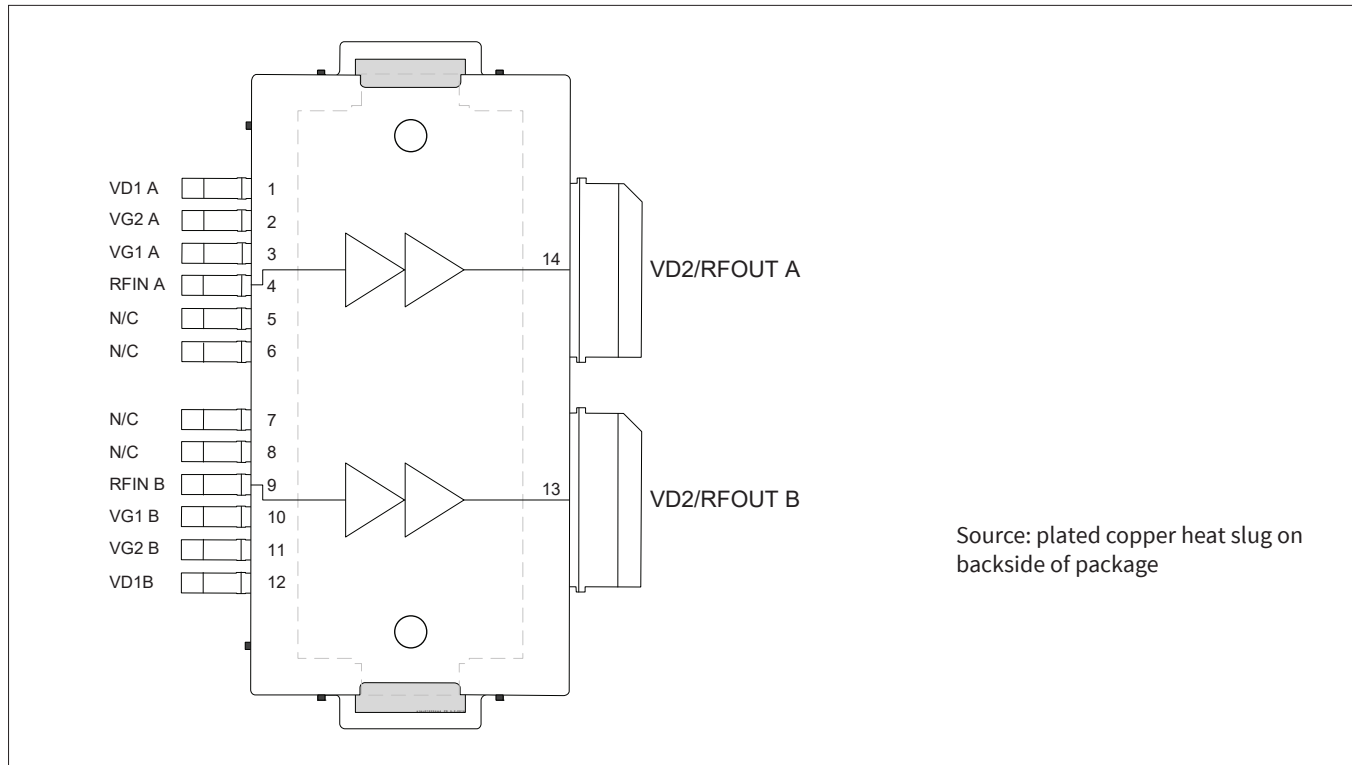 VD1 A
1
VG2 A
2
VG1 A
3
RFIN A
4
N/C
5
N/C
6
14
VD2/RFOUT A
N/C
7
N/C
8
RFIN B
9
VG1 B
10
VG2 B
11
VD1B
12
13
VD2/RFOUT B
Source: plated copper heat slug on
backside of package